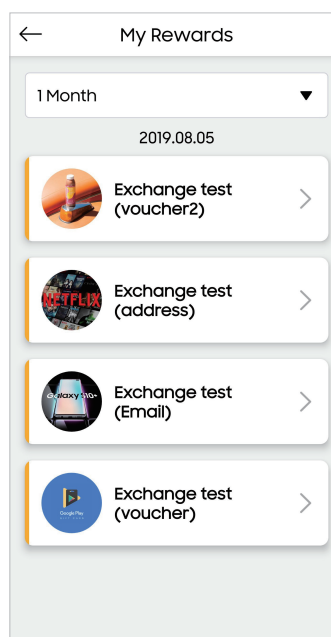 My Rewards
1 Month
2019.08.05
Exchange test
(voucher2)
NETFLIX
Exchange test
(address)
Galaxy S10+
Exchange test
(Email)
Google Play
Exchange test
(voucher)